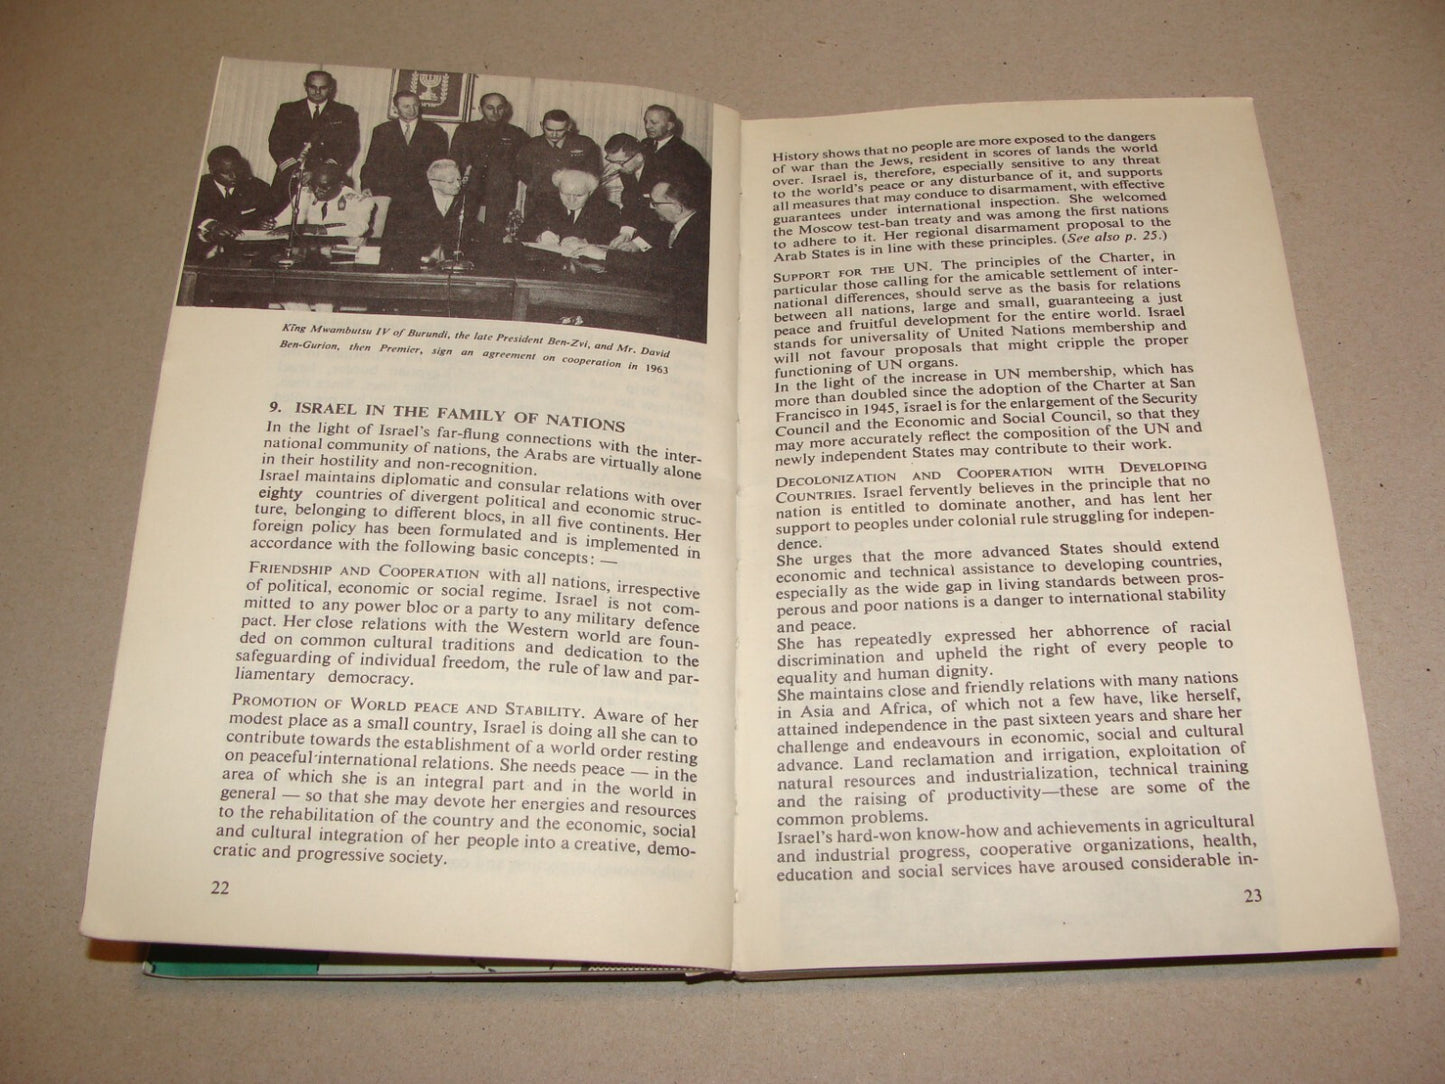 King Mwambutsu IV of Burundi, the late President Ben-Zvi, and Mr. David
Ben-Gurion, then Premier, sign an agreement on cooperation in 1963
9. ISRAEL IN THE FAMILY OF NATIONS
In the light of Israel's far-flung connections with the inter-
national community of nations, the Arabs are virtually alone
in their hostility and non-recognition.
Israel maintains diplomatic and consular relations with over
eighty countries of divergent political and economic struc-
ture, belonging to different blocs, in all five continents. Her
foreign policy has been formulated and is implemented in
accordance with the following basic concepts: —
FRIENDSHIP AND COOPERATION with all nations, irrespective
of political, economic or social regime. Israel is not com-
mitted to any power bloc or a party to any military defence
pact. Her close relations with the Western world are foun-
ded on common cultural traditions and dedication to the
safeguarding of individual freedom, the rule of law and par-
liamentary democracy.
PROMOTION OF WORLD PEACE AND STABILITY. Aware of her
modest place as a small country, Israel is doing all she can to
contribute towards the establishment of a world order resting
on peaceful international relations. She needs peace — in the
area of which she is an integral part and in the world in
general — so that she may devote her energies and resources
to the rehabilitation of the country and the economic, social
and cultural integration of her people into a creative, demo-
cratic and progressive society.
22
History shows that no people are more exposed to the dangers
of war than the Jews, resident in scores of lands the world
over. Israel is, therefore, especially sensitive to any threat
to the world's peace or any disturbance of it, and supports
all measures that may conduce to disarmament, with effective
guarantees under international inspection. She welcomed
the Moscow test-ban treaty and was among the first nations
to adhere to it. Her regional disarmament proposal to the
Arab States is in line with these principles. (See also p. 25.)
SUPPORT FOR THE UN. The principles of the Charter, in
particular those calling for the amicable settlement of inter-
national differences, should serve as the basis for relations
between all nations, large and small, guaranteeing a just
peace and fruitful development for the entire world. Israel
stands for universality of United Nations membership and
will not favour proposals that might cripple the proper
functioning of UN organs.
In the light of the increase in UN membership, which has
more than doubled since the adoption of the Charter at San
Francisco in 1945, Israel is for the enlargement of the Security
Council and the Economic and Social Council, so that they
may more accurately reflect the composition of the UN and
newly independent States may contribute to their work.
DECOLONIZATION AND COOPERATION WITH DEVELOPING
COUNTRIES. Israel fervently believes in the principle that no
nation is entitled to dominate another, and has lent her
support to peoples under colonial rule struggling for indepen-
dence.
She urges that the more advanced States should extend
economic and technical assistance to developing countries,
especially as the wide gap in living standards between pros-
perous and poor nations is a danger to international stability
and peace.
She has repeatedly expressed her abhorrence of racial
discrimination and upheld the right of every people to
equality and human dignity.
She maintains close and friendly relations with many nations
in Asia and Africa, of which not a few have, like herself,
attained independence in the past sixteen years and share her
challenge and endeavours in economic, social and cultural
advance. Land reclamation and irrigation, exploitation of
natural resources and industrialization, technical training
and the raising of productivity—these are some of the
common problems.
Israel's hard-won know-how and achievements in agricultural
and industrial progress, cooperative organizations, health,
education and social services have aroused considerable in-
23